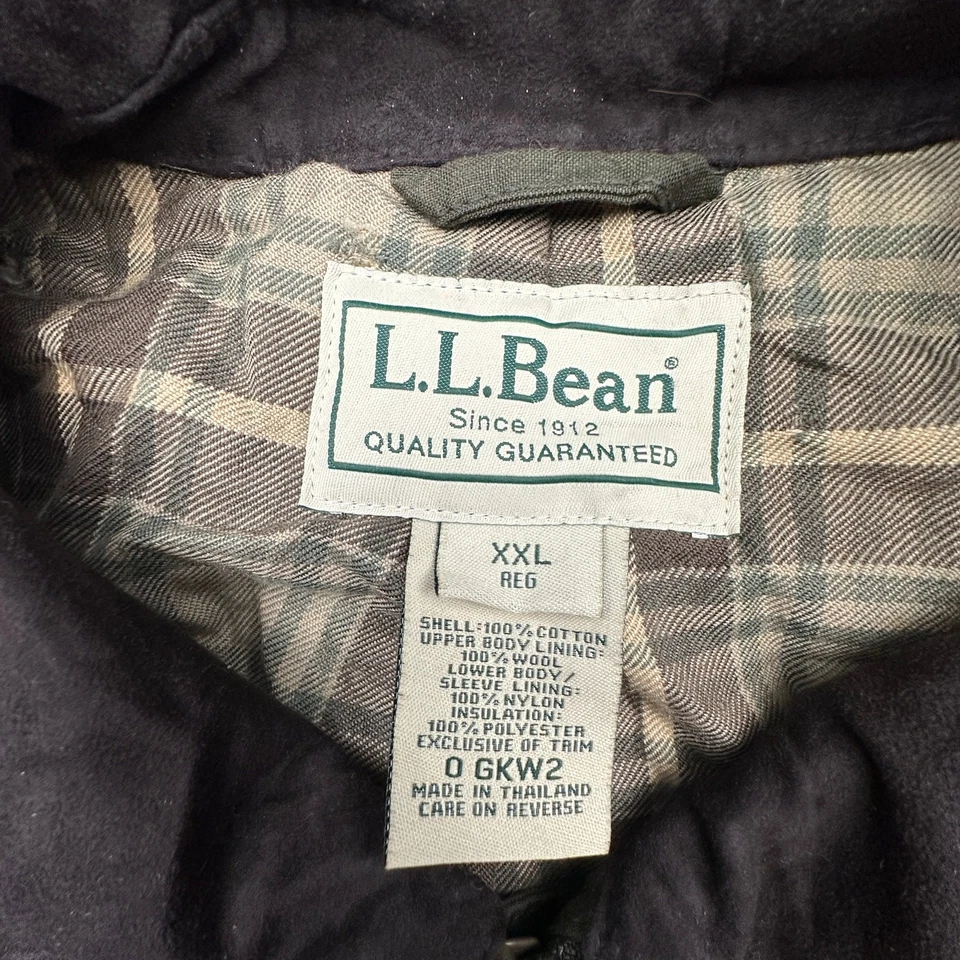 L.L.Bean®
Since 1912
QUALITY GUARANTEED
XXL
REG
SHELL:100% COTTON
UPPER BODY LINING:
100% WOOL
LOWER BODY/
SLEEVE LINING:
100% NYLON
INSULATION:
100% POLYESTER
EXCLUSIVE OF TRIM
0 GKW2
MADE IN THAILAND
CARE ON REVERSE